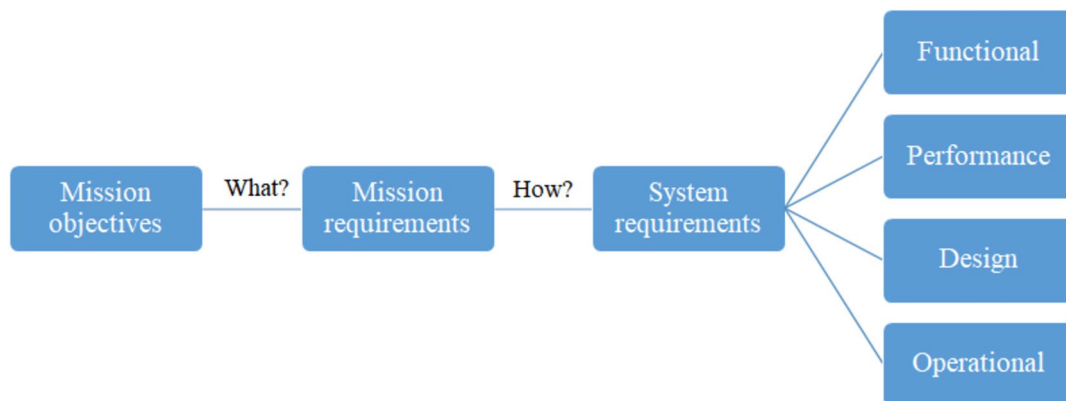 Mission
objectives
What?
Mission
requirements
How?
System
requirements
Functional
Performance
Design
Operational